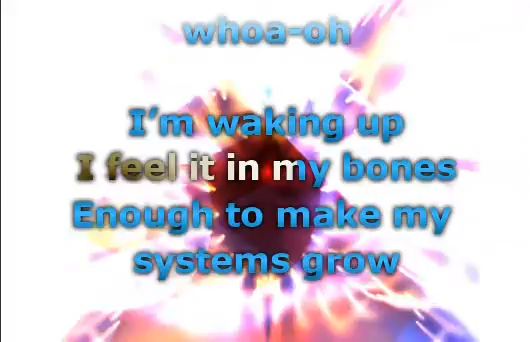 whoa-oh
I'm waking up
I feel it in my bones
Enough to make my
systems grow